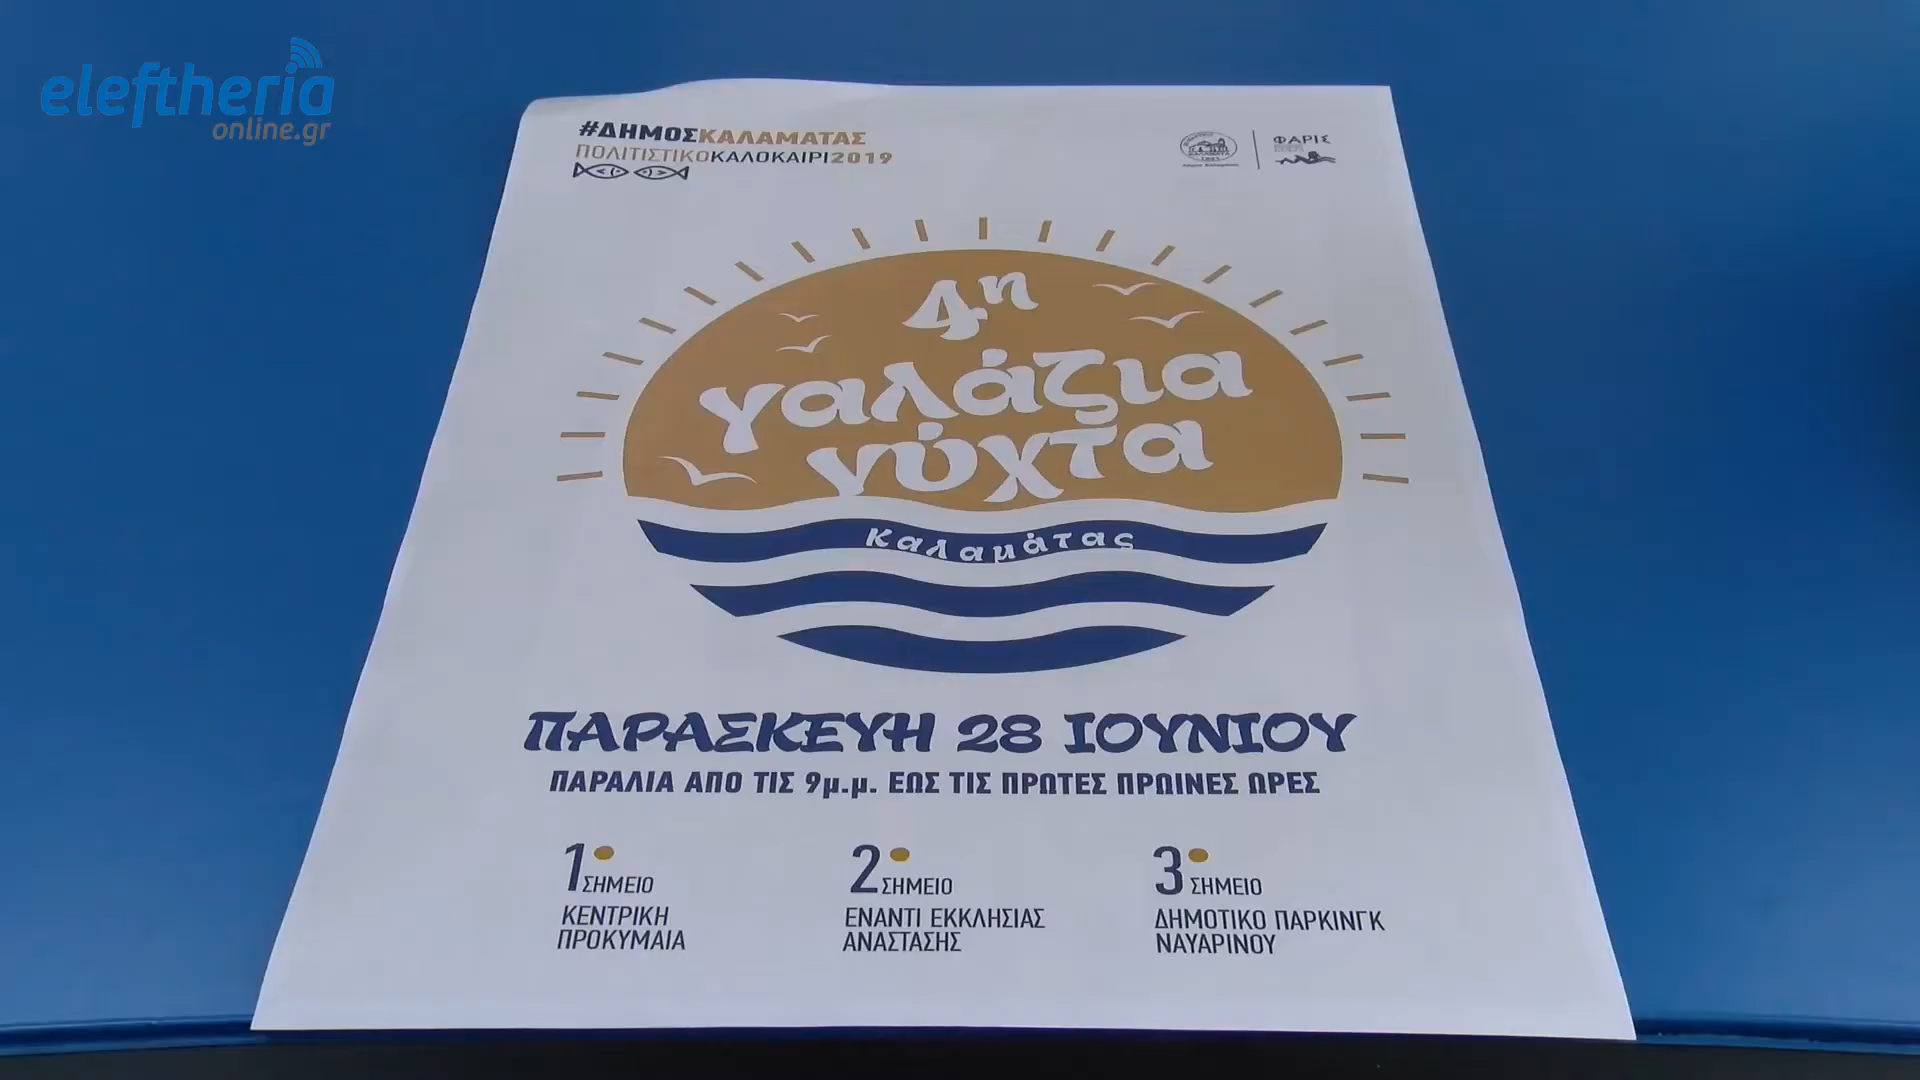 eleftheria
online.gr
#ΔΗΜΟΣΚΑΛΑΜΑΤΑΣ
ΠΟΛΙΤΙΣΤΙΚΟΚΑΛΟΚΑΙΡΙ2019
ΚΑΛΑΜΑΤΑ
ΦΑΡΙΣ
4η
γαλάζια
νύχτα
Καλαμάτας
ΠΑΡΑΣΚΕΥΗ 28 ΙΟΥΝΙΟΥ
ΠΑΡΑΛΙΑ ΑΠΟ ΤΙΣ 9μ.μ. ΕΩΣ ΤΙΣ ΠΡΩΤΕΣ ΠΡΩΙΝΕΣ ΩΡΕΣ
1 ΣΗΜΕΙΟ
ΚΕΝΤΡΙΚΗ
ΠΡΟΚΥΜΑΙΑ
2 ΣΗΜΕΙΟ
ΕΝΑΝΤΙ ΕΚΚΛΗΣΙΑΣ
ΑΝΑΣΤΑΣΗΣ
3 ΣΗΜΕΙΟ
ΔΗΜΟΤΙΚΟ ΠΑΡΚΙΝΓΚ
ΝΑΥΑΡΙΝΟΥ